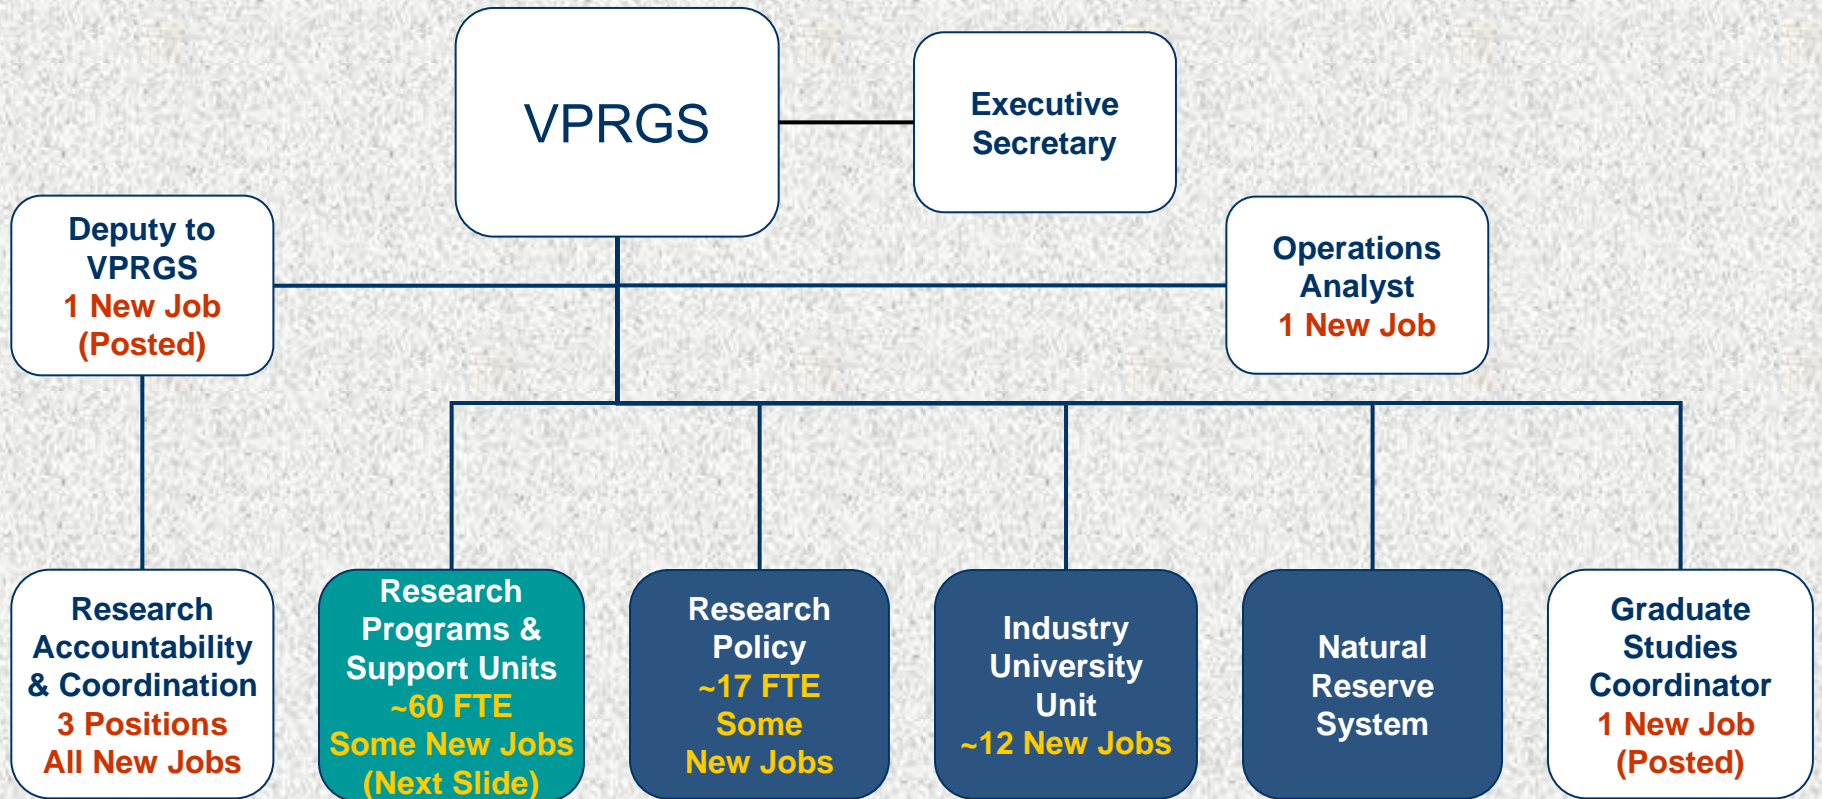 VPRGS
Executive
Secretary
Deputy to
VPRGS
1 New Job
(Posted)
Operations
Analyst
1 New Job
Research
Accountability
& Coordination
3 Positions
All New Jobs
Research
Programs &
Support Units
~60 FTE
Some New Jobs
(Next Slide)
Research
Policy
~17 FTE
Some
New Jobs
Industry
University
Unit
~12 New Jobs
Natural
Reserve
System
Graduate
Studies
Coordinator
1 New Job
(Posted)